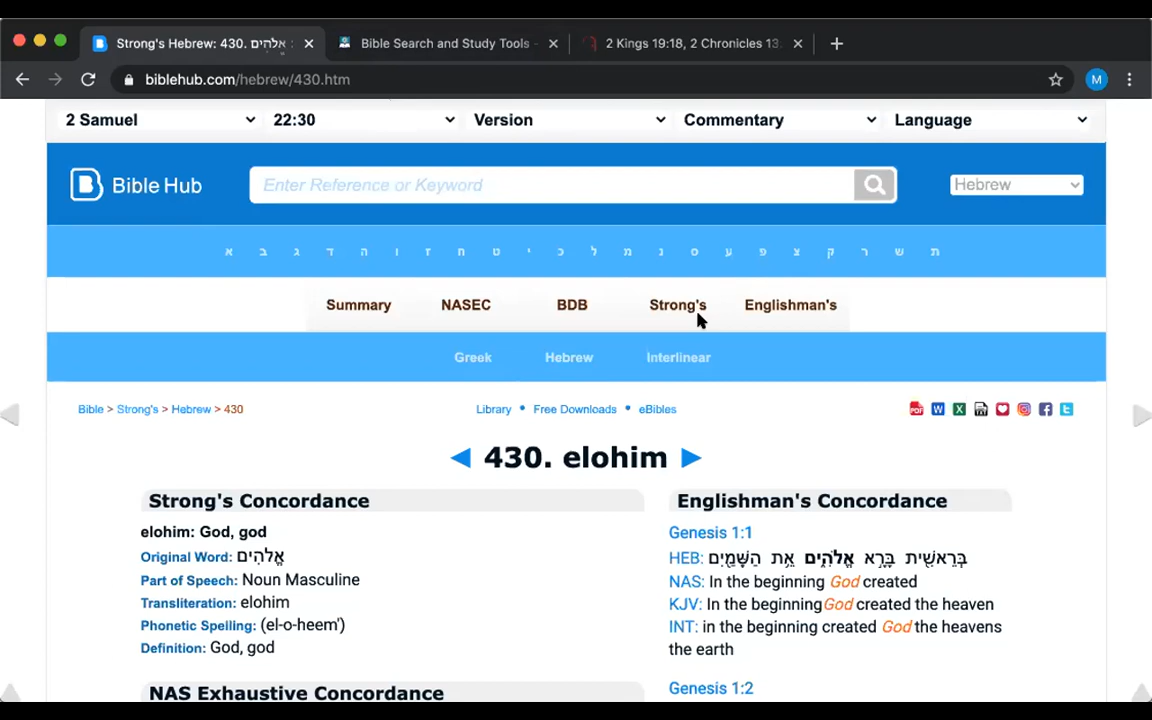 Strong's Hebrew: 430. אֱלֹהִים
Bible Search and Study Tools -
2 Kings 19:18, 2 Chronicles 13
biblehub.com/hebrew/430.htm
M
2 Samuel 22:30 Version Commentary Language
Bible Hub Enter Reference or Keyword Hebrew
א ב ג ד ה ו ז ח ט י כ ל מ נ ס ע פ צ ק ר ש ת
Summary NASEC BDB Strong's Englishman's
Greek Hebrew Interlinear
Bible > Strong's > Hebrew > 430
Library • Free Downloads • eBibles
◄ 430. elohim ►
Strong's Concordance
elohim: God, god
Original Word: אֱלֹהִים
Part of Speech: Noun Masculine
Transliteration: elohim
Phonetic Spelling: (el-o-heem')
Definition: God, god
NAS Exhaustive Concordance
Englishman's Concordance
Genesis 1:1
HEB: בְּרֵאשִׁ֖ית בָּרָ֣א אֱלֹהִ֑ים אֵ֥ת הַשָּׁמַ֖יִם
NAS: In the beginning God created
KJV: In the beginningGod created the heaven
INT: in the beginning created God the heavens
the earth
Genesis 1:2